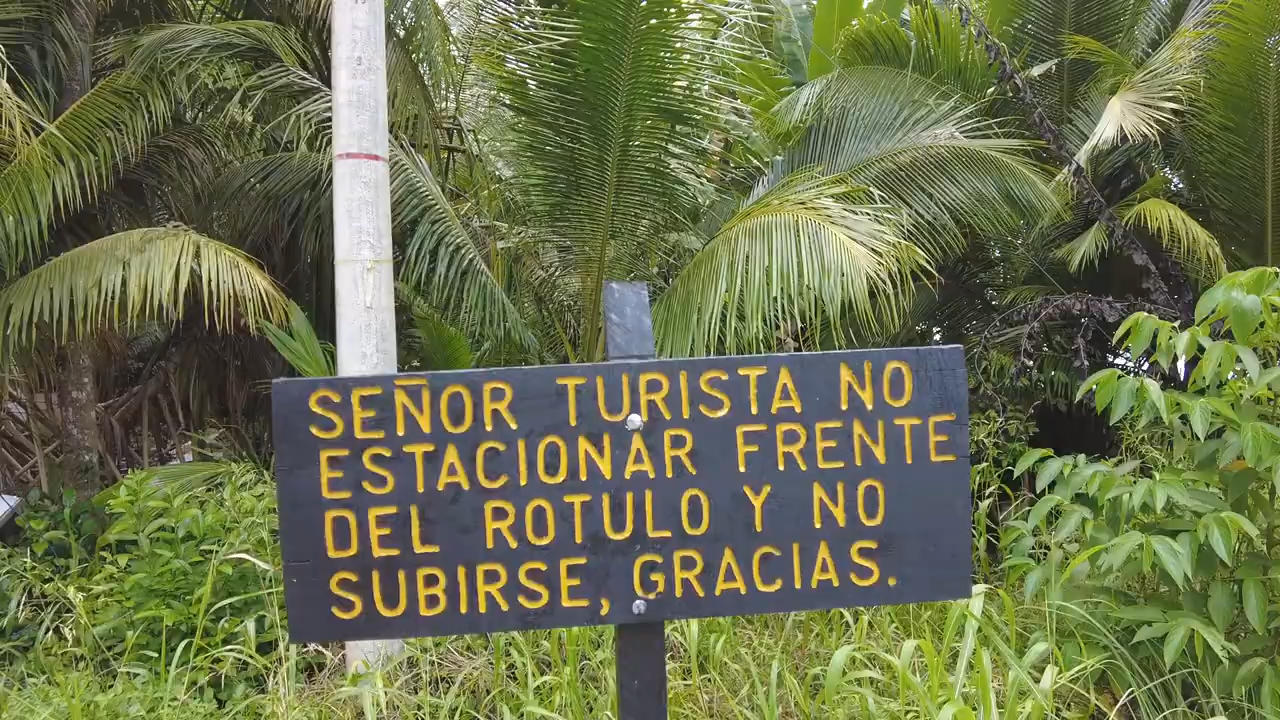 SEÑOR TURISTA NO
ESTACIONAR FRENTE
DEL ROTULO Y NO
SUBIRSE, GRACIAS.